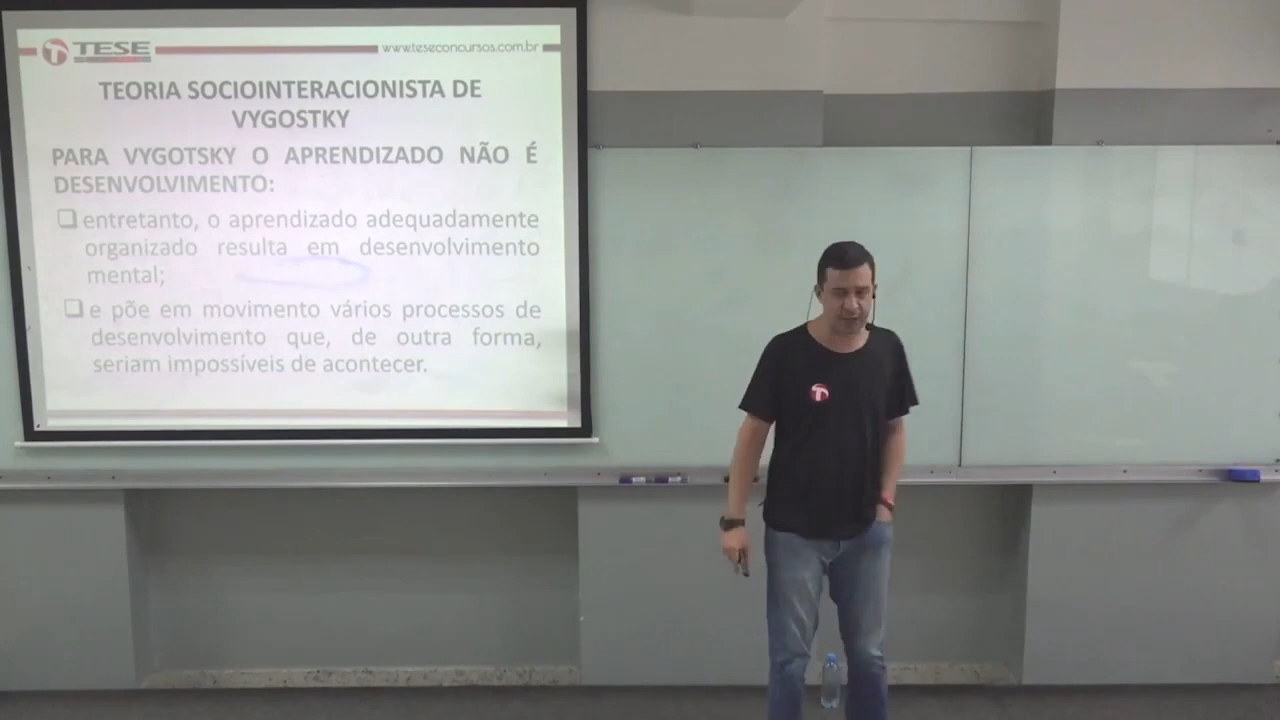 TESE
www.teseconcursos.com.br
TEORIA SOCIOINTERACIONISTA DE
VYGOSTKY
PARA VYGOTSKY O APRENDIZADO NÃO É
DESENVOLVIMENTO:
entretanto, o aprendizado adequadamente
organizado resulta em desenvolvimento
mental;
e põe em movimento vários processos de
desenvolvimento que, de outra forma,
seriam impossíveis de acontecer.
T